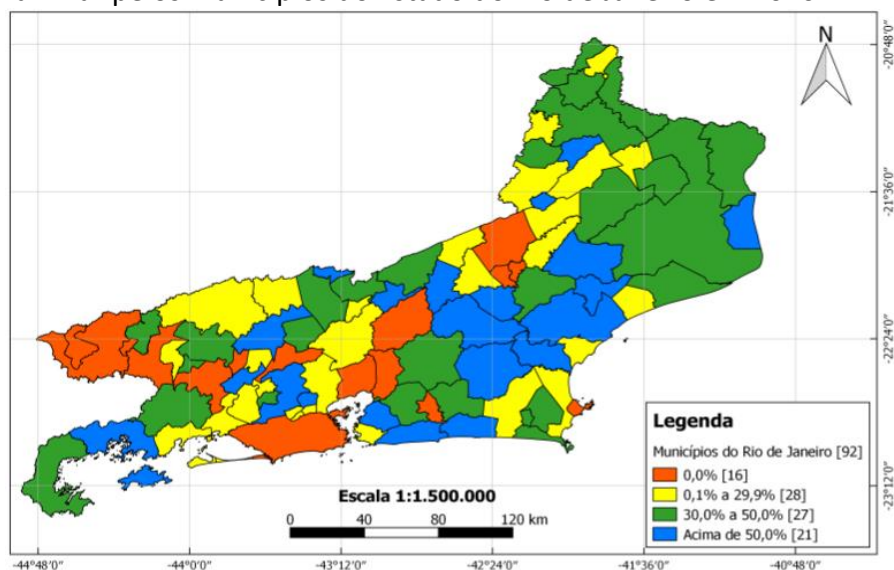 N
-20°48'0"
-21°36'0"
-22°24'0"
-23°12'0"
Legenda
Municípios do Rio de Janeiro [92]
0,0% [16]
0,1% a 29,9% [28]
30,0% a 50,0% [27]
Acima de 50,0% [21]
Escala 1:1.500.000
0 40 80 120 km
-44°48'0" -44°0'0" -43°12'0" -42°24'0" -41°36'0" -40°48'0"